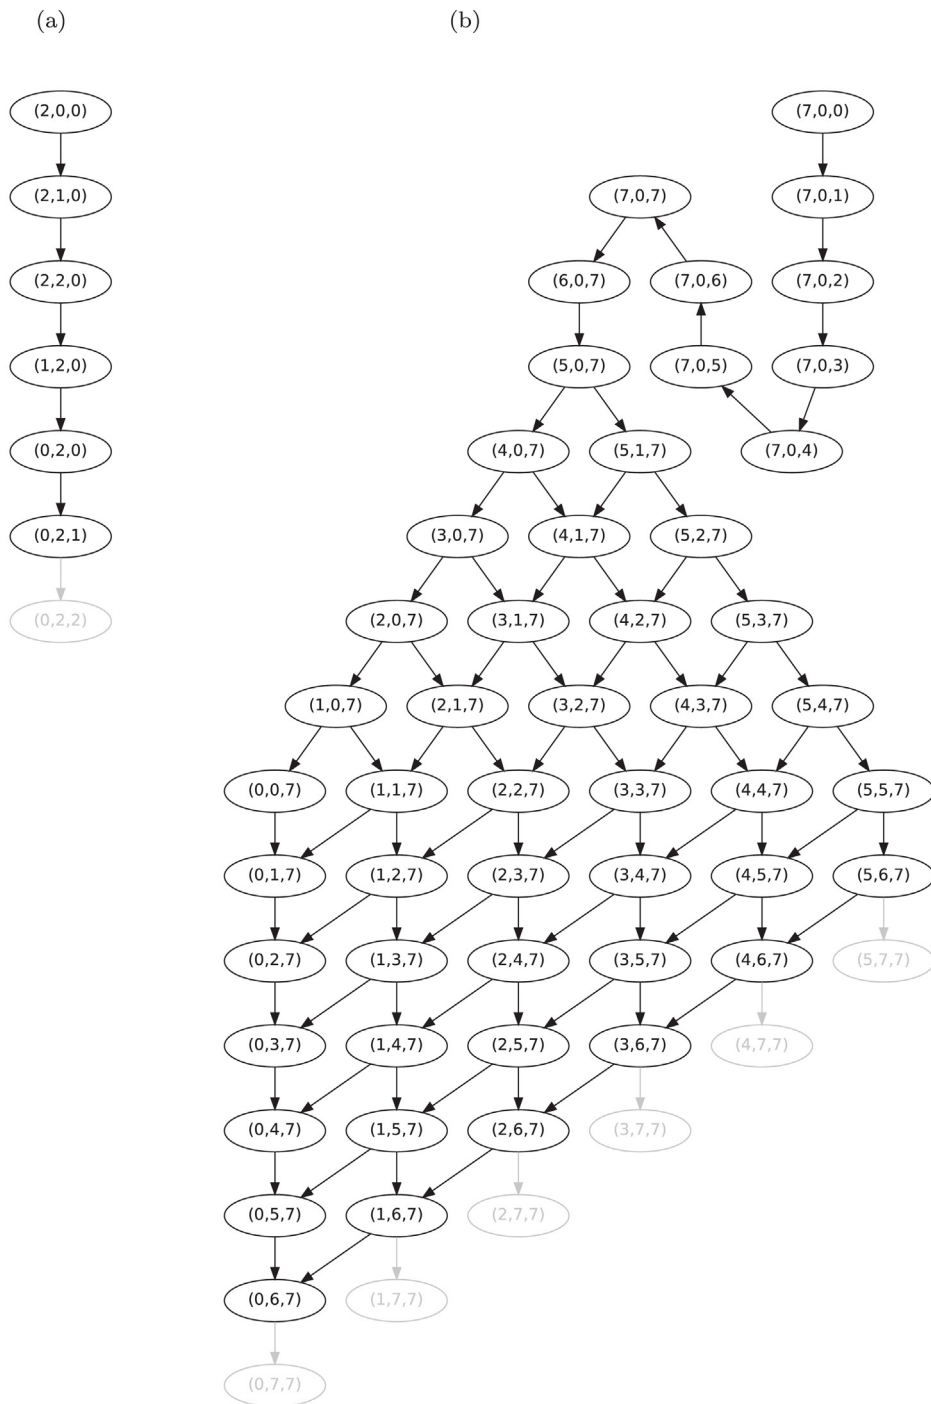 (a) (b)
(2,0,0) (7,0,0)
(2,1,0) (7,0,7) (7,0,1)
(2,2,0) (6,0,7) (7,0,6) (7,0,2)
(1,2,0) (5,0,7) (7,0,5) (7,0,3)
(0,2,0) (4,0,7) (5,1,7) (7,0,4)
(0,2,1) (3,0,7) (4,1,7) (5,2,7)
(0,2,2) (2,0,7) (3,1,7) (4,2,7) (5,3,7)
(1,0,7) (2,1,7) (3,2,7) (4,3,7) (5,4,7)
(0,0,7) (1,1,7) (2,2,7) (3,3,7) (4,4,7) (5,5,7)
(0,1,7) (1,2,7) (2,3,7) (3,4,7) (4,5,7) (5,6,7)
(0,2,7) (1,3,7) (2,4,7) (3,5,7) (4,6,7) (5,7,7)
(0,3,7) (1,4,7) (2,5,7) (3,6,7) (4,7,7)
(0,4,7) (1,5,7) (2,6,7) (3,7,7)
(0,5,7) (1,6,7) (2,7,7)
(0,6,7) (1,7,7)
(0,7,7)